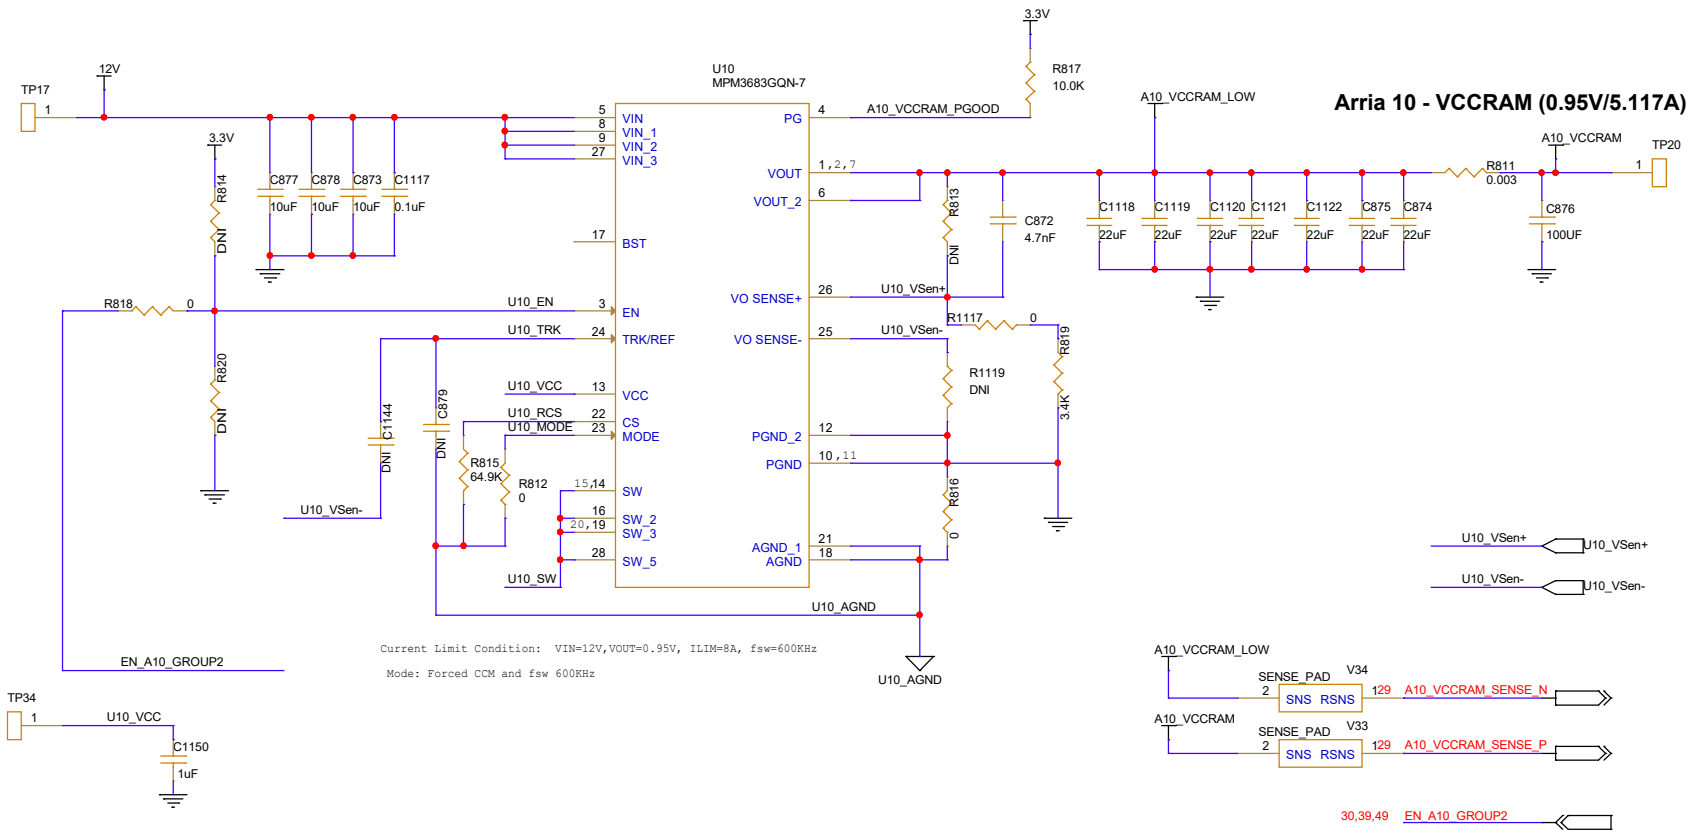 3.3V
12V
TP17
1
U10
MPM3683GQN-7
R817
10.0K
A10_VCCRAM_LOW
Arria 10 - VCCRAM (0.95V/5.117A)
5 VIN
8 VIN_1
9 VIN_2
27 VIN_3
PG 4
A10_VCCRAM_PGOOD
A10_VCCRAM
TP20
1
3.3V
R814
DNI
C877
10uF
C878
10uF
C873
10uF
C1117
0.1uF
VOUT 1,2,7
VOUT_2 6
R813
DNI
C872
4.7nF
C1118
22uF
C1119
22uF
C1120
22uF
C1121
22uF
C1122
22uF
C875
22uF
C874
22uF
R811
0.003
C876
100UF
17 BST
R818 0
U10_EN 3 EN
U10_TRK 24 TRK/REF
VO SENSE+ 26 U10_VSen+
VO SENSE- 25 U10_VSen-
R1117 0
R819
3.4K
R820
DNI
C1144
DNI
C879
DNI
R1119
DNI
U10_VCC 13 VCC
U10_RCS 22 CS
U10_MODE 23 MODE
PGND_2 12
PGND 10,11
R815
64.9K
R812
0
R816
0
15,14 SW
16 SW_2
20,19 SW_3
28 SW_5
U10_VSen-
U10_SW
AGND_1 21
AGND 18
U10_AGND
U10_AGND
U10_VSen+ U10_VSen+
U10_VSen- U10_VSen-
Current Limit Condition: VIN=12V,VOUT=0.95V, ILIM=8A, fsw=600KHz
Mode: Forced CCM and fsw 600KHz
EN_A10_GROUP2
TP34
1
U10_VCC
C1150
1uF
A10_VCCRAM_LOW
SENSE_PAD V34
2 SNS RSNS 1 29 A10_VCCRAM_SENSE_N
A10_VCCRAM
SENSE_PAD V33
2 SNS RSNS 1 29 A10_VCCRAM_SENSE_P
30,39,49 EN_A10_GROUP2